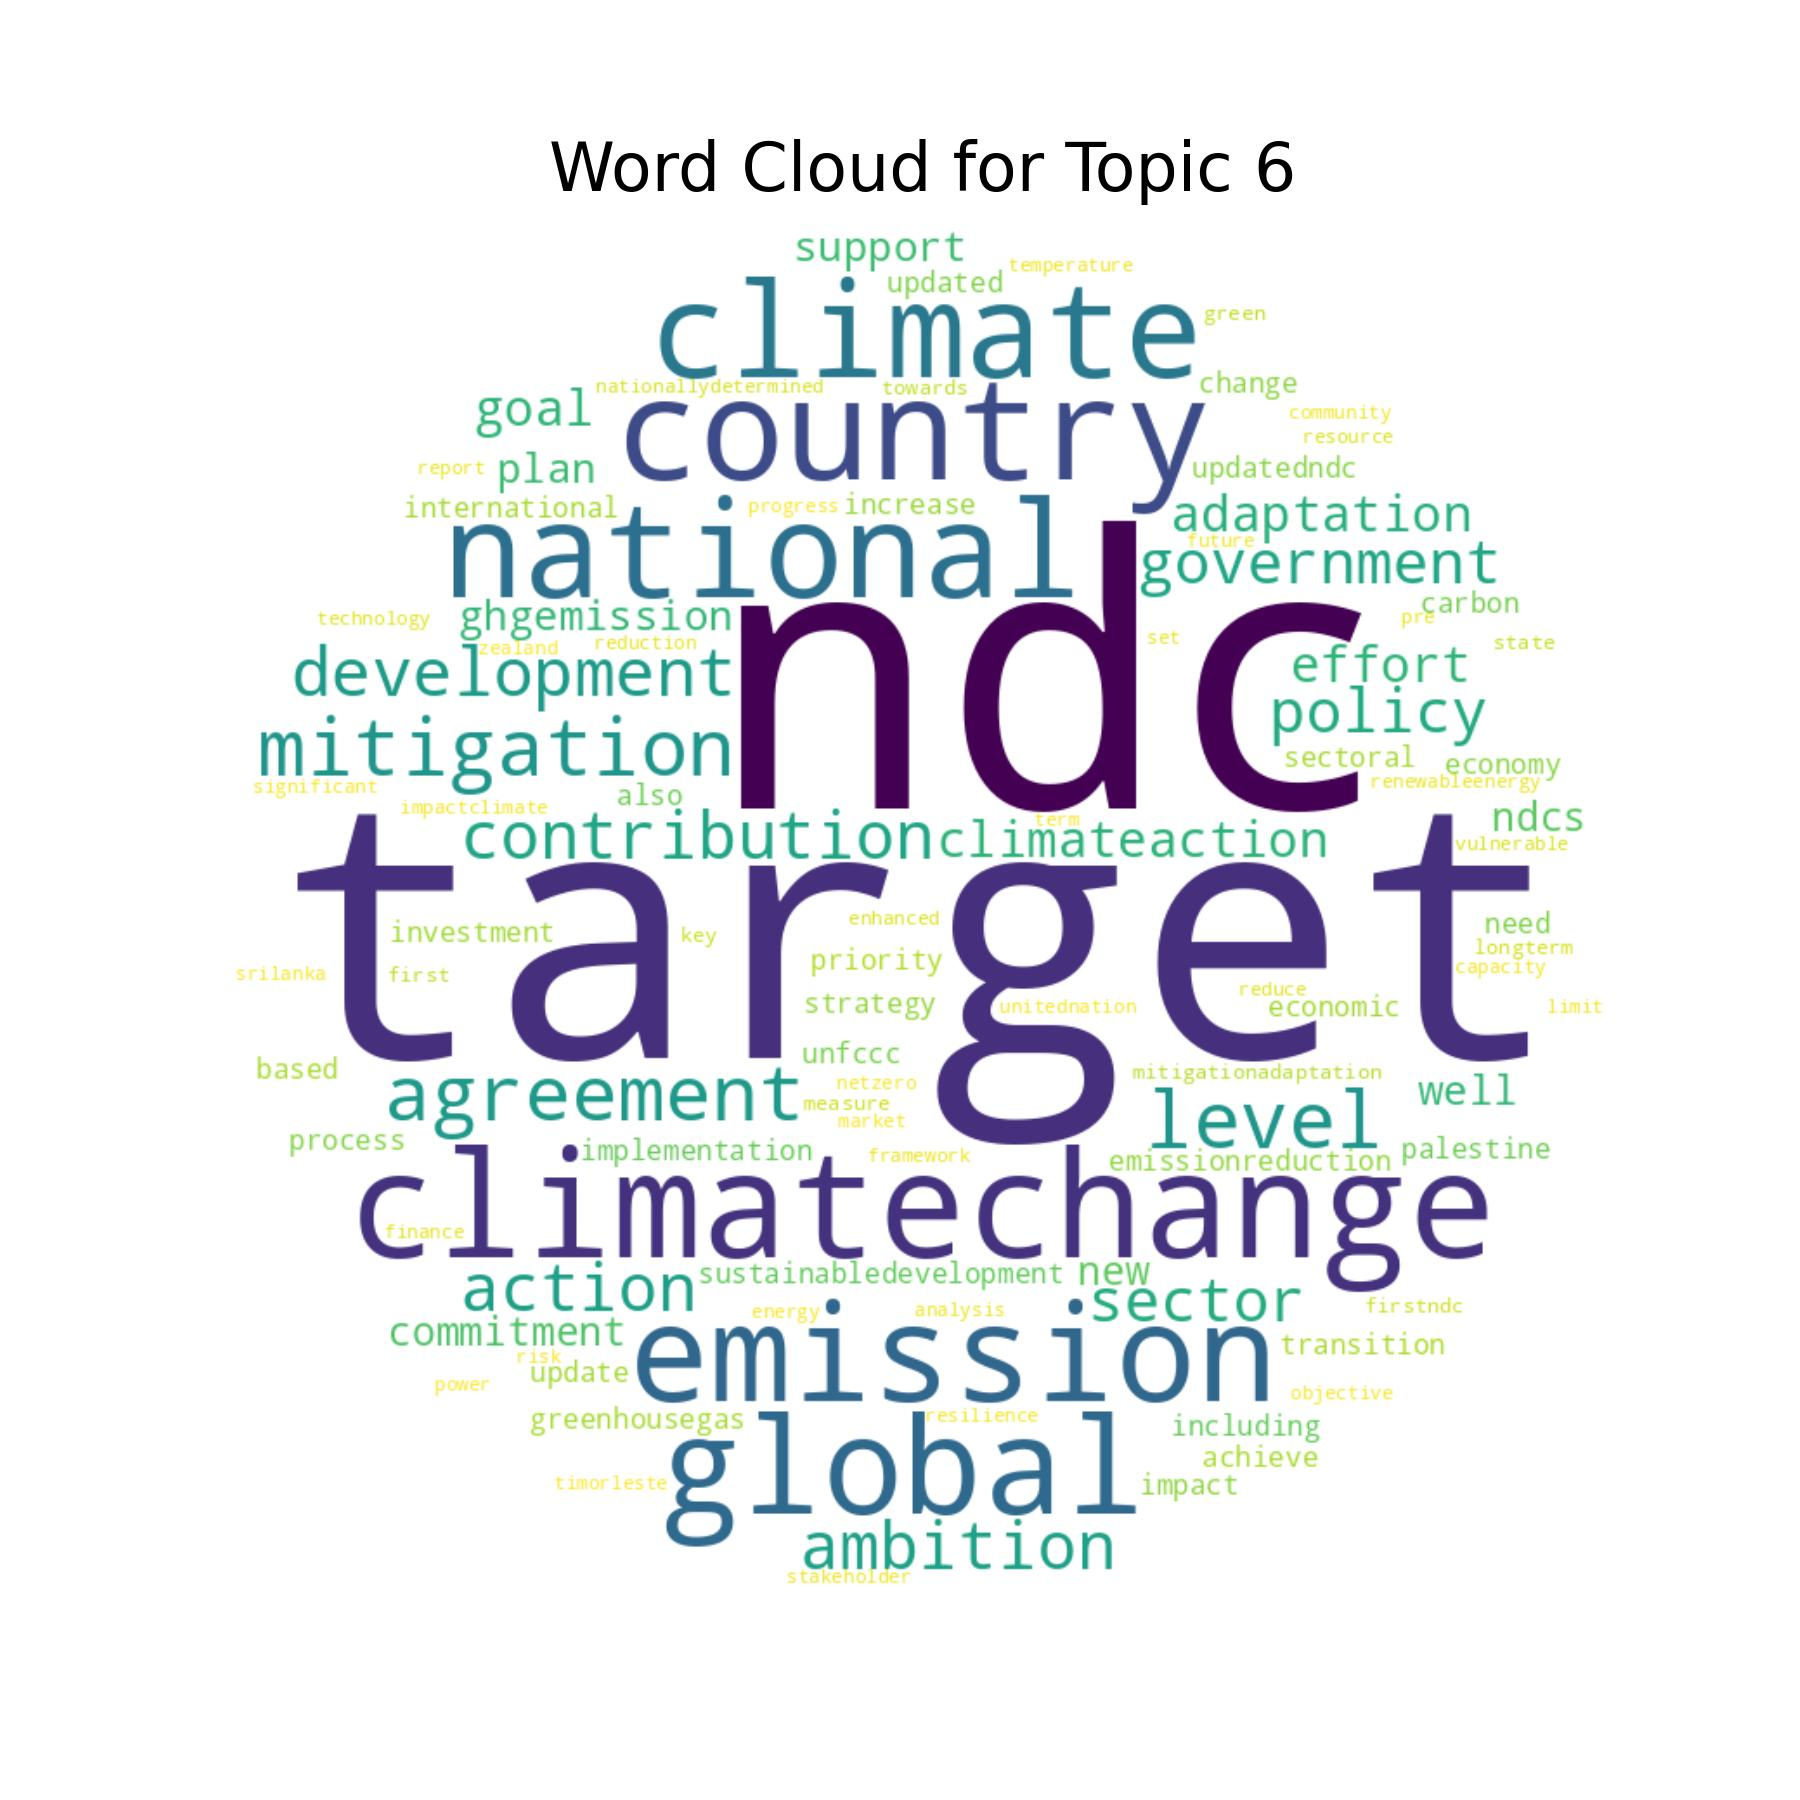 Word Cloud for Topic 6
support
temperature
updated
climate
green
nationallydetermined
towards
change
goal
country
community
resource
report
plan
updatedndc
international
progress
increase
national
adaptation
future
government
technology
ghgemission
ndc
carbon
pre
zealand
reduction
set
state
development
effort
mitigation
policy
sectoral
economy
significant
also
renewableenergy
impactclimate
contribution
term
climateaction
ndcs
vulnerable
target
investment
key
enhanced
need
longterm
priority
capacity
srilanka
first
reduce
strategy
unitednation
economic
limit
unfccc
based
netzero
mitigationadaptation
agreement
measure
level
well
market
process
implementation
framework
emissionreduction
palestine
climatechange
finance
action
sustainabledevelopment
new
sector
energy
analysis
firstndc
commitment
emission
transition
risk
update
power
objective
greenhousegas
resilience
including
global
achieve
timorleste
impact
ambition
stakeholder